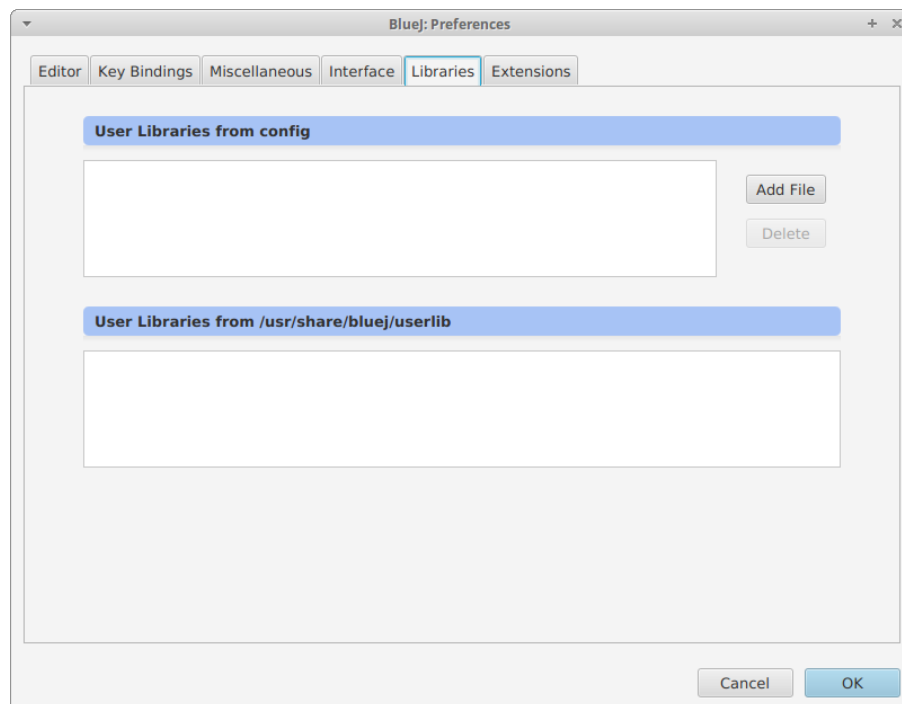 BlueJ: Preferences
Editor Key Bindings Miscellaneous Interface Libraries Extensions
User Libraries from config
Add File
Delete
User Libraries from /usr/share/bluej/userlib
Cancel OK